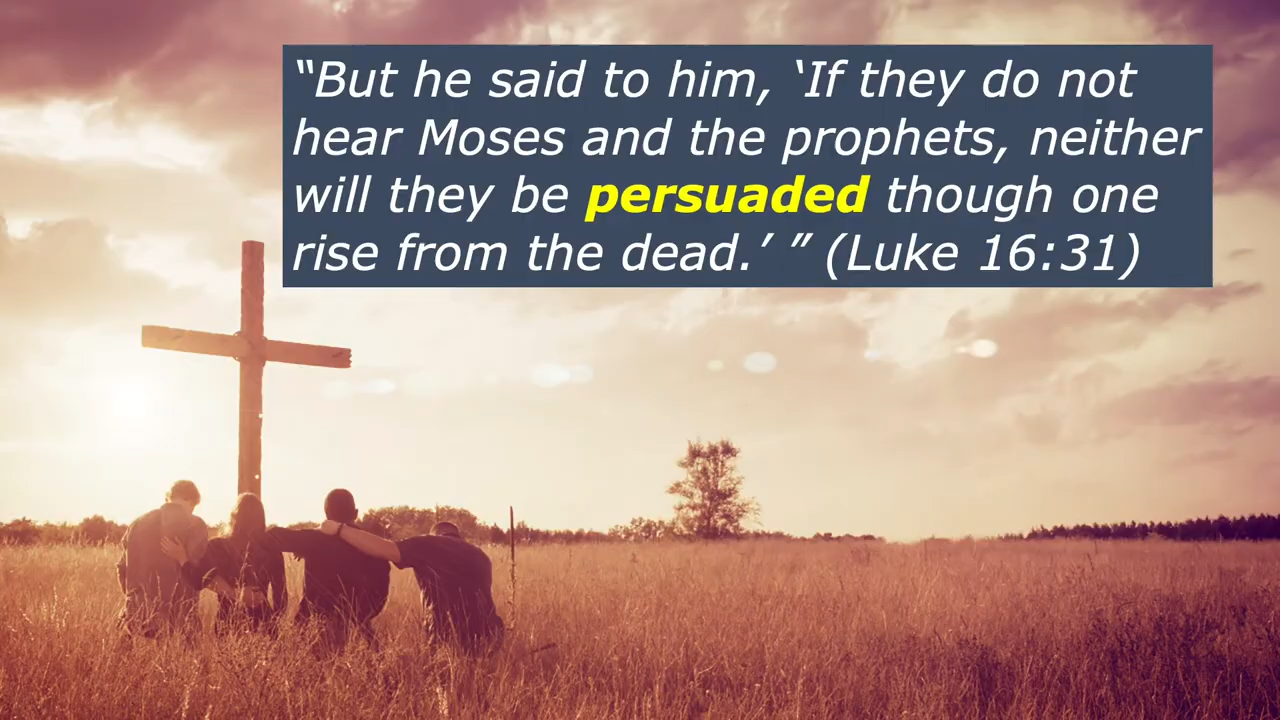 “But he said to him, ‘If they do not
hear Moses and the prophets, neither
will they be persuaded though one
rise from the dead.’ ” (Luke 16:31)